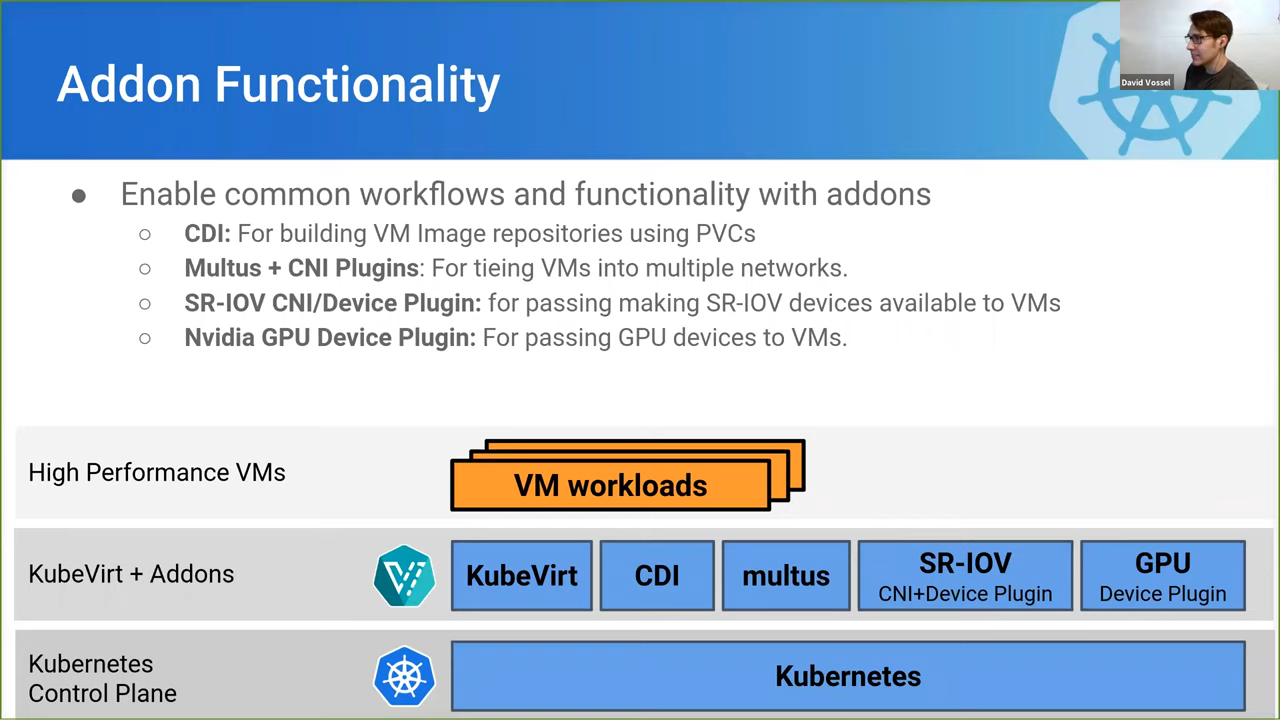 Addon Functionality
David Vossel
● Enable common workflows and functionality with addons
○ CDI: For building VM Image repositories using PVCs
○ Multus + CNI Plugins: For tieing VMs into multiple networks.
○ SR-IOV CNI/Device Plugin: for passing making SR-IOV devices available to VMs
○ Nvidia GPU Device Plugin: For passing GPU devices to VMs.
High Performance VMs
VM workloads
KubeVirt + Addons
KubeVirt
CDI
multus
SR-IOV
CNI+Device Plugin
GPU
Device Plugin
Kubernetes
Control Plane
Kubernetes